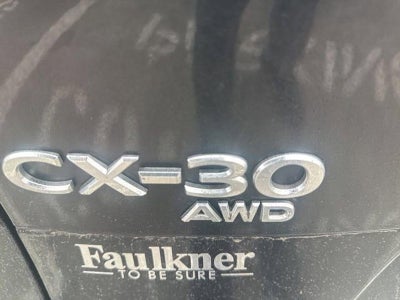 CX-30
AWD
Faulkner
TO BE SURE